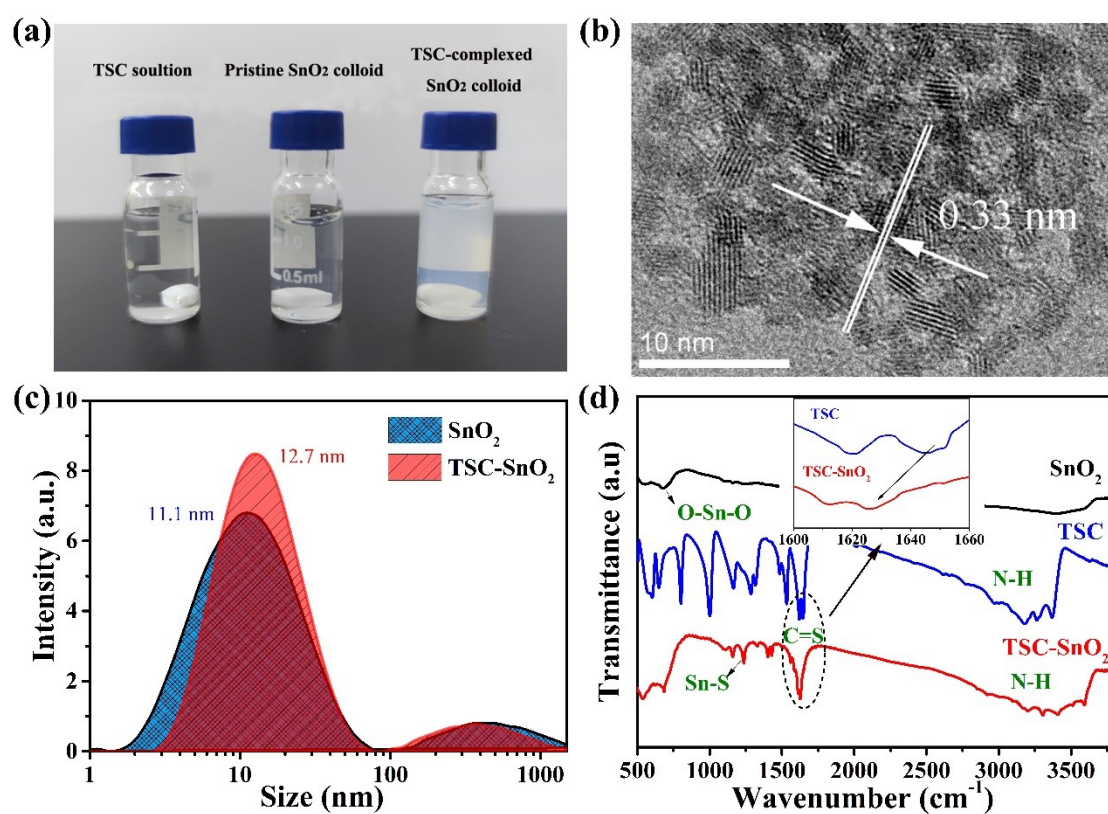 (a)
TSC soultion
Pristine SnO₂ colloid
TSC-complexed
SnO₂ colloid
1.0
0.5ml
(b)
0.33 nm
10 nm
(c)
10
8
6
4
2
0
Intensity (a.u.)
SnO₂
TSC-SnO₂
12.7 nm
11.1 nm
1
10
100
1000
Size (nm)
(d)
Transmittance (a.u)
TSC
TSC-SnO₂
1600
1620
1640
1660
SnO₂
O-Sn-O
TSC
N-H
C=S
TSC-SnO₂
Sn-S
N-H
500
1000
1500
2000
2500
3000
3500
Wavenumber (cm⁻¹)